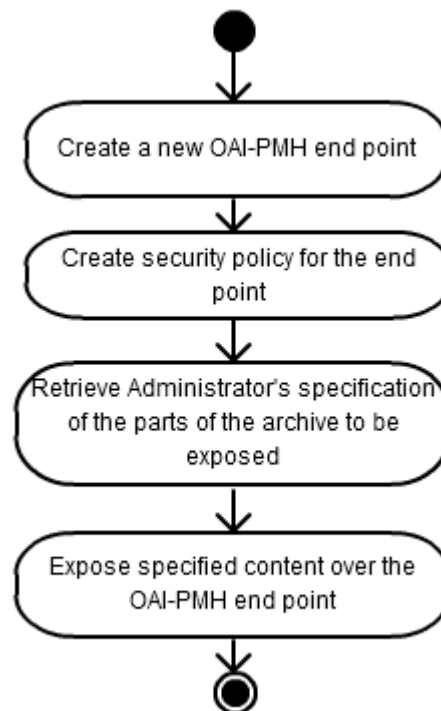 Create a new OAI-PMH end point
Create security policy for the end
point
Retrieve Administrator's specification
of the parts of the archive to be
exposed
Expose specified content over the
OAI-PMH end point